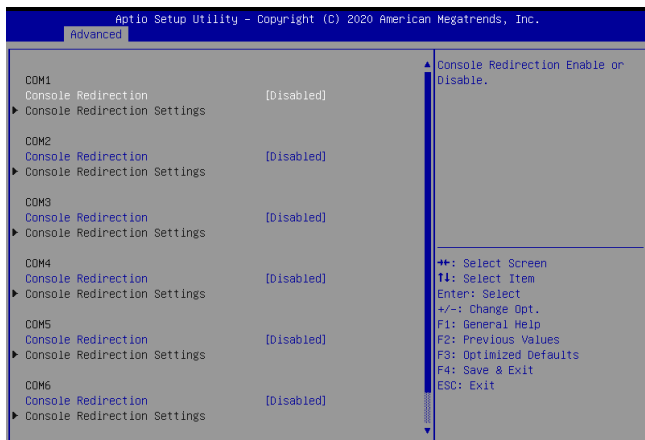 Aptio Setup Utility – Copyright (C) 2020 American Megatrends, Inc.
Advanced
COM1
Console Redirection [Disabled]
▶ Console Redirection Settings
COM2
Console Redirection [Disabled]
▶ Console Redirection Settings
COM3
Console Redirection [Disabled]
▶ Console Redirection Settings
COM4
Console Redirection [Disabled]
▶ Console Redirection Settings
COM5
Console Redirection [Disabled]
▶ Console Redirection Settings
COM6
Console Redirection [Disabled]
▶ Console Redirection Settings
Console Redirection Enable or
Disable.
→←: Select Screen
↑↓: Select Item
Enter: Select
+/-: Change Opt.
F1: General Help
F2: Previous Values
F3: Optimized Defaults
F4: Save & Exit
ESC: Exit